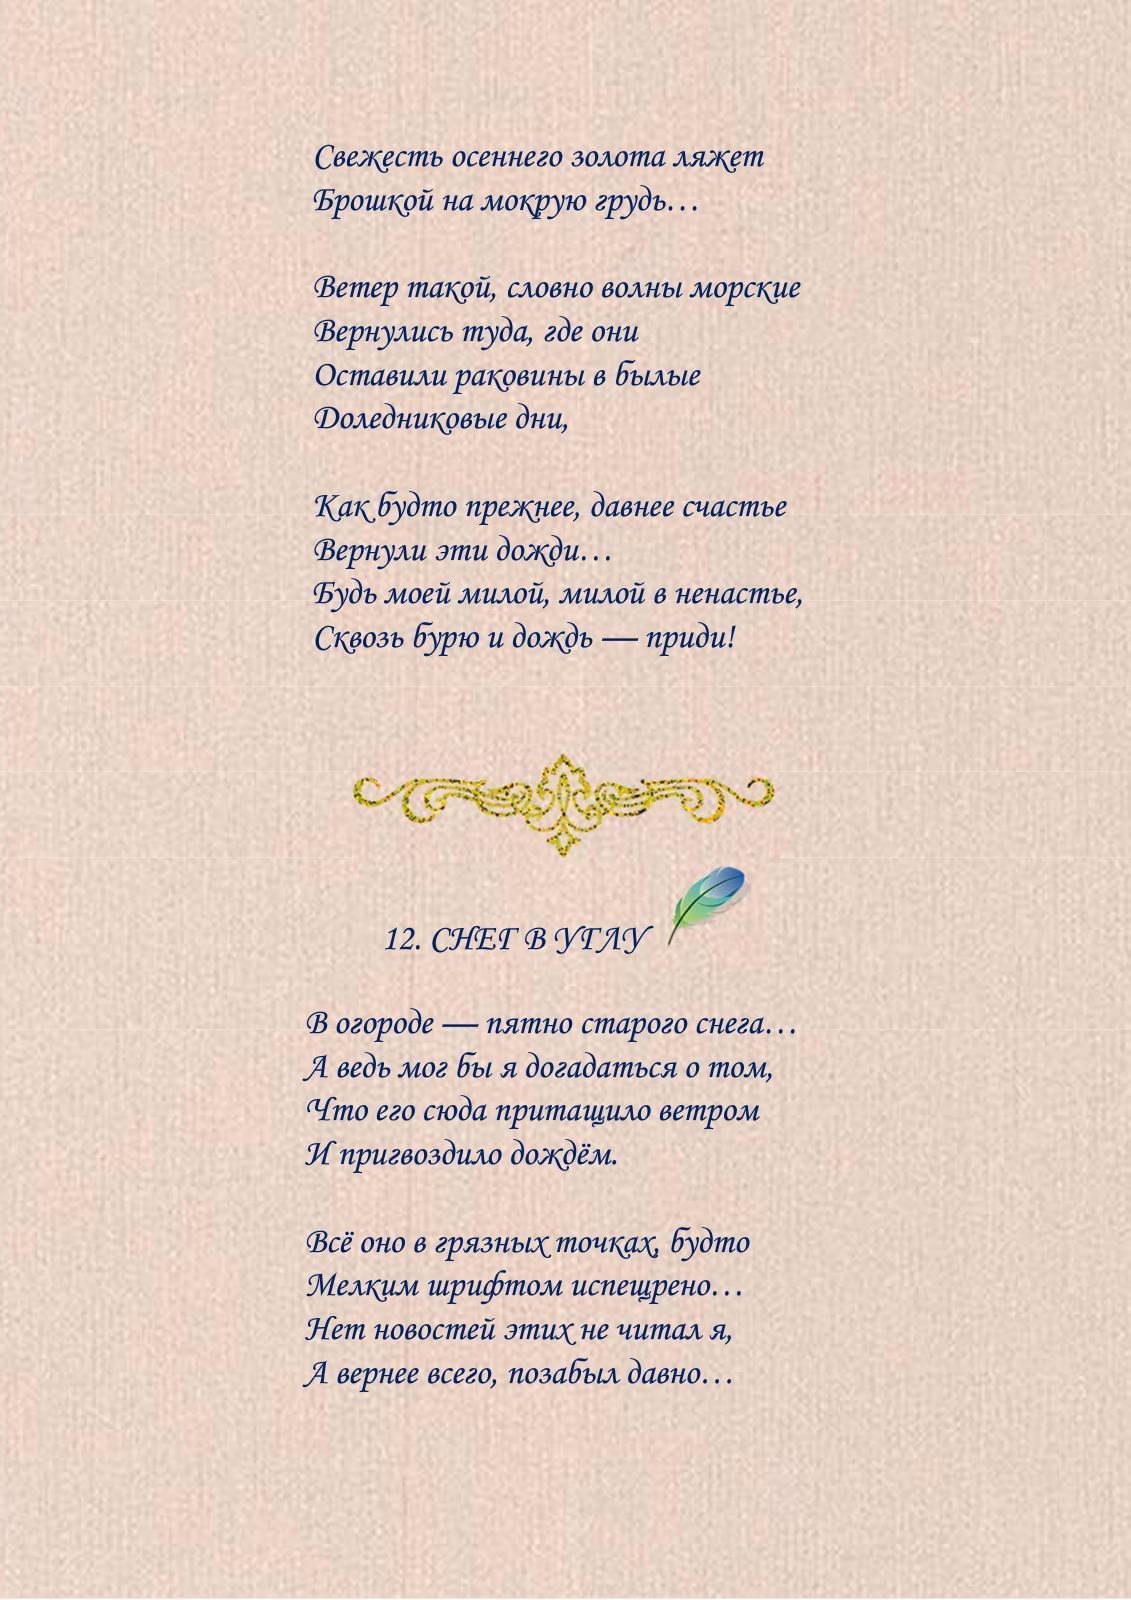 Свежесть осеннего золота ляжет
Брошкой на мокрую грудь…
Ветер такой, словно волны морские
Вернулись туда, где они
Оставили раковины в былые
Доледниковые дни,
Как будто прежнее, давнее счастье
Вернули эти дожди…
Будь моей милой, милой в ненастье,
Сквозь бурю и дождь — приди!
12. СНЕГ В УГЛУ
В огороде — пятно старого снега…
А ведь мог бы я догадаться о том,
Что его сюда притащило ветром
И пригвоздило дождём.
Всё оно в грязных точках, будто
Мелким шрифтом испещрено…
Нет новостей этих не читал я,
А вернее всего, позабыл давно…